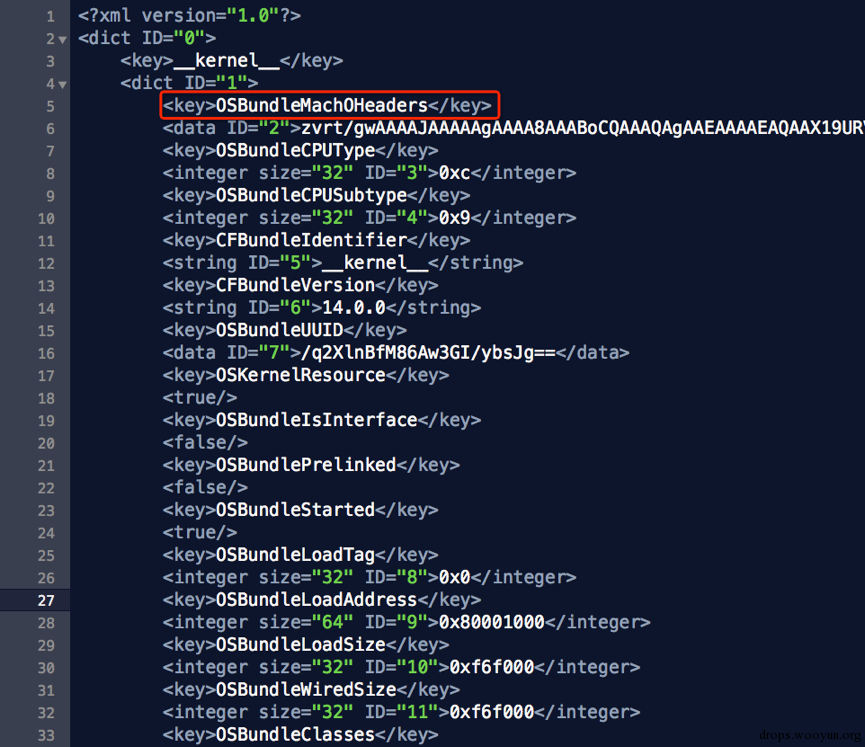 1 <?xml version="1.0"?>
2 <dict ID="0">
3 <key>__kernel__</key>
4 <dict ID="1">
5 <key>OSBundleMachOHeaders</key>
6 <data ID="2">zvrt/gwAAAAJAAAAAgAAAA8AAABoCQAAAQAgAAEAAAAEAQAAX19URV
7 <key>OSBundleCPUType</key>
8 <integer size="32" ID="3">0xc</integer>
9 <key>OSBundleCPUSubtype</key>
10 <integer size="32" ID="4">0x9</integer>
11 <key>CFBundleIdentifier</key>
12 <string ID="5">__kernel__</string>
13 <key>CFBundleVersion</key>
14 <string ID="6">14.0.0</string>
15 <key>OSBundleUUID</key>
16 <data ID="7">/q2XlnBfM86Aw3GI/ybsJg==</data>
17 <key>OSKernelResource</key>
18 <true/>
19 <key>OSBundleIsInterface</key>
20 <false/>
21 <key>OSBundlePrelinked</key>
22 <false/>
23 <key>OSBundleStarted</key>
24 <true/>
25 <key>OSBundleLoadTag</key>
26 <integer size="32" ID="8">0x0</integer>
27 <key>OSBundleLoadAddress</key>
28 <integer size="64" ID="9">0x80001000</integer>
29 <key>OSBundleLoadSize</key>
30 <integer size="32" ID="10">0xf6f000</integer>
31 <key>OSBundleWiredSize</key>
32 <integer size="32" ID="11">0xf6f000</integer>
33 <key>OSBundleClasses</key>
drops.wooyun.org